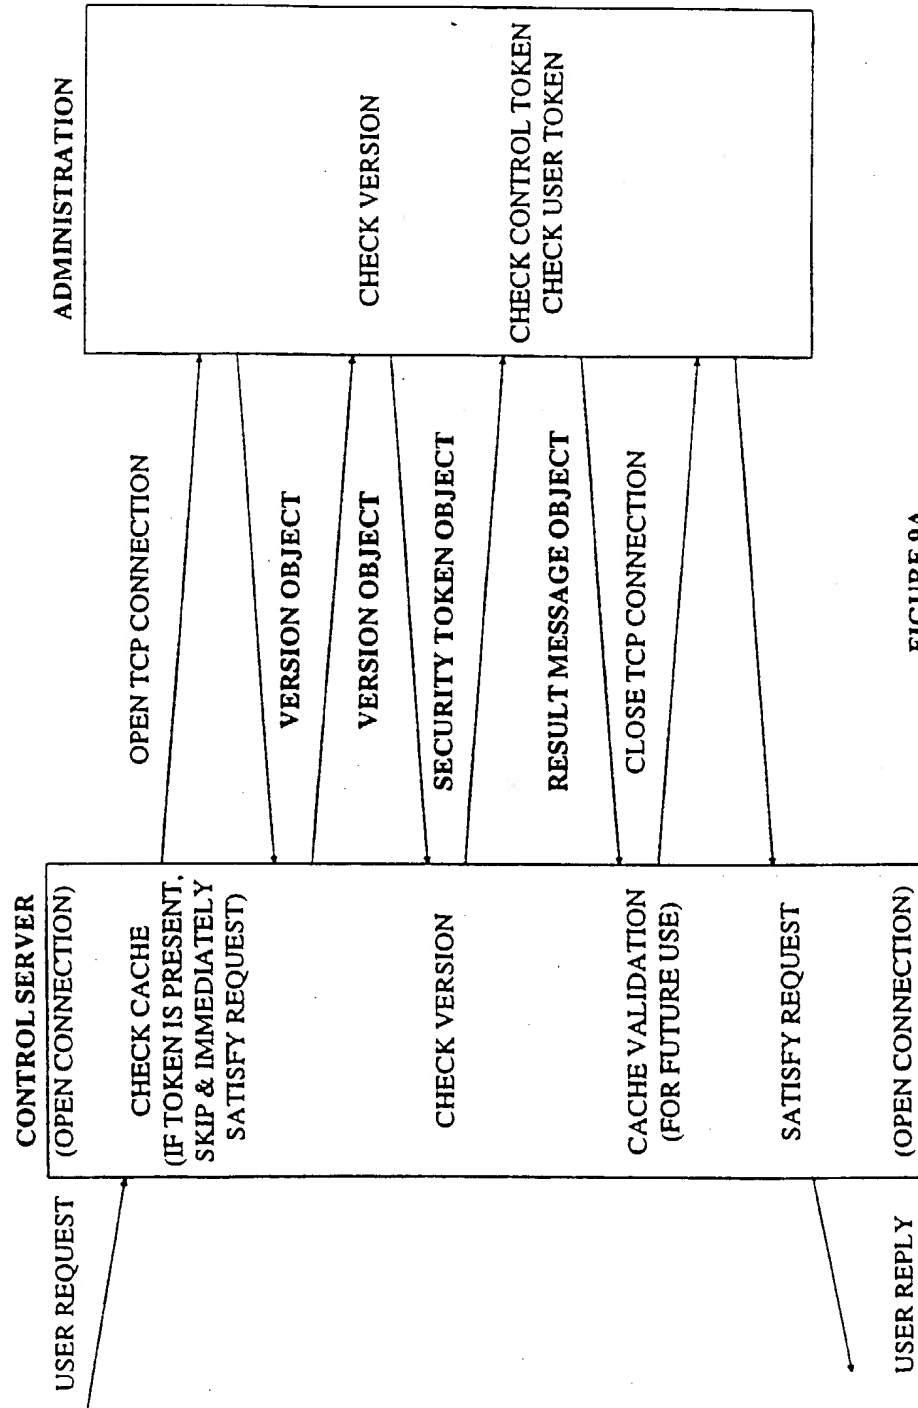 USER REQUEST
CONTROL SERVER
(OPEN CONNECTION)
CHECK CACHE
(IF TOKEN IS PRESENT,
SKIP & IMMEDIATELY
SATISFY REQUEST)
CHECK VERSION
CACHE VALIDATION
(FOR FUTURE USE)
SATISFY REQUEST
(OPEN CONNECTION)
USER REPLY
OPEN TCP CONNECTION
VERSION OBJECT
VERSION OBJECT
SECURITY TOKEN OBJECT
RESULT MESSAGE OBJECT
CLOSE TCP CONNECTION
ADMINISTRATION
CHECK VERSION
CHECK CONTROL TOKEN
CHECK USER TOKEN
FIGURE 9A